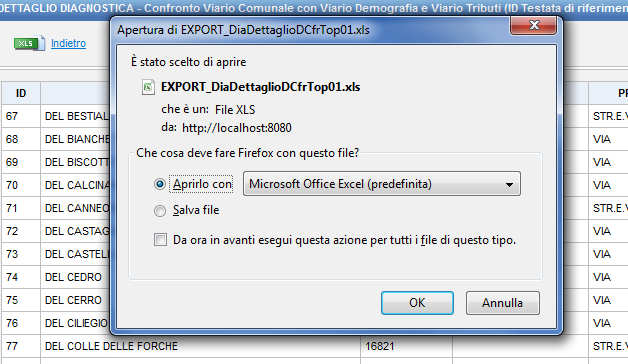 DETTAGLIO DIAGNOSTICA - Confronto Viario Comunale con Viario Demografia e Viario Tributi (ID Testata di riferimen
Apertura di EXPORT_DiaDettaglioDCfrTop01.xls
XLS Indietro
È stato scelto di aprire
EXPORT_DiaDettaglioDCfrTop01.xls
che è un: File XLS
da: http://localhost:8080
Che cosa deve fare Firefox con questo file?
Aprirlo con Microsoft Office Excel (predefinita)
Salva file
Da ora in avanti esegui questa azione per tutti i file di questo tipo.
OK Annulla
ID
67 DEL BESTIAL STR.E.V
68 DEL BIANCHE VIA
69 DEL BISCOTT VIA
70 DEL CALCINA VIA
71 DEL CANNEO STR.E.V
72 DEL CASTAG VIA
73 DEL CASTELL VIA
74 DEL CEDRO VIA
75 DEL CERRO VIA
76 DEL CILIEGIO VIA
77 DEL COLLE DELLE FORCHE 16821 STR.E.V